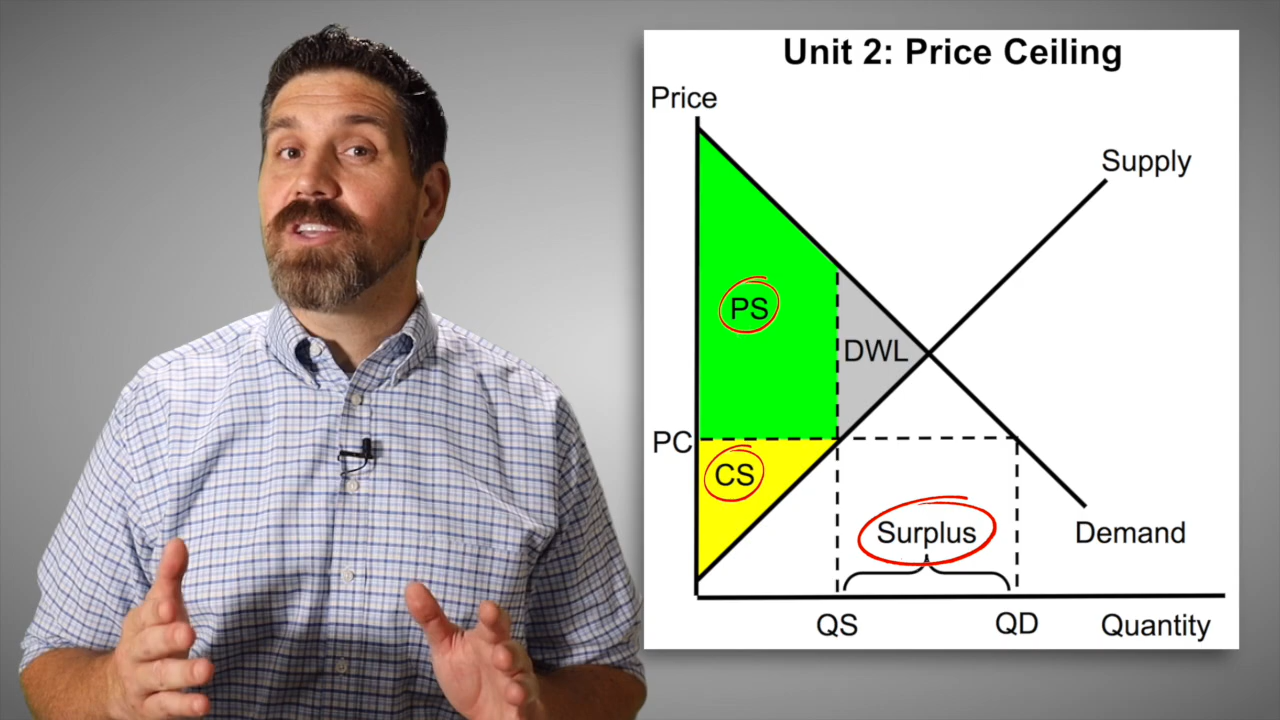 Unit 2: Price Ceiling
Price
Supply
PS
DWL
PC
CS
Surplus
Demand
QS
QD
Quantity